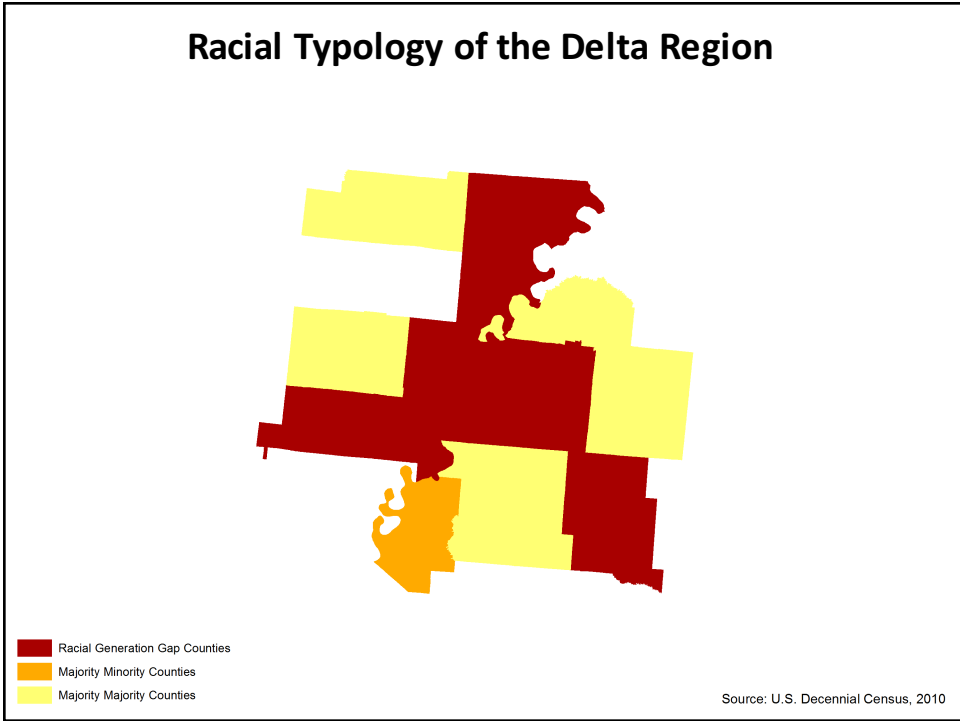 Racial Typology of the Delta Region
Racial Generation Gap Counties
Majority Minority Counties
Majority Majority Counties
Source: U.S. Decennial Census, 2010